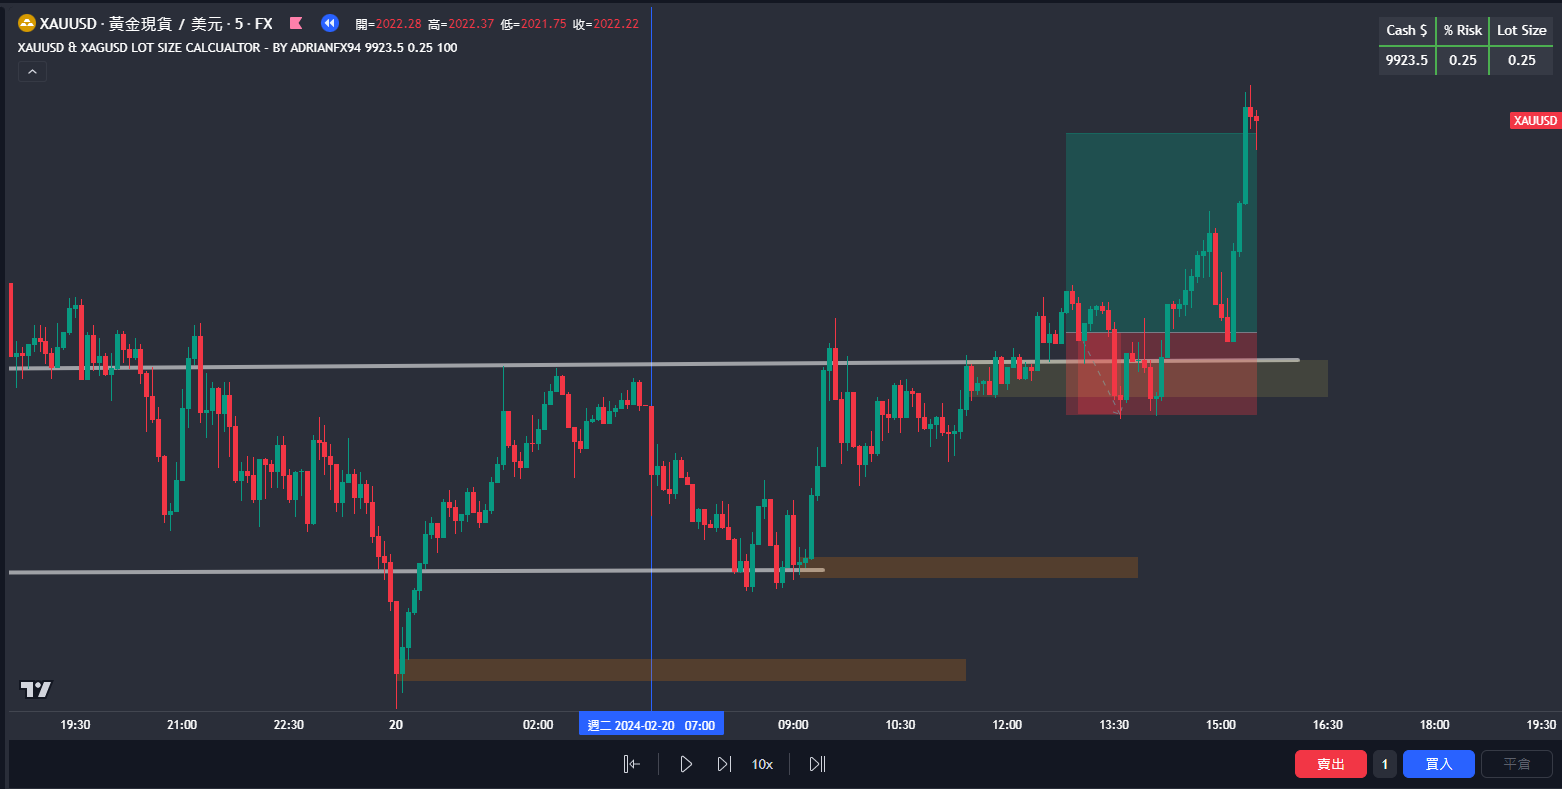 XAUUSD · 黃金現貨 / 美元 · 5 · FX 開=2022.28 高=2022.37 低=2021.75 收=2022.22
XAUUSD & XAGUSD LOT SIZE CALCUALTOR - BY ADRIANFX94 9923.5 0.25 100
Cash $ % Risk Lot Size
9923.5 0.25 0.25
XAUUSD
19:30 21:00 22:30 20 02:00 週二 2024-02-20 07:00 09:00 10:30 12:00 13:30 15:00 16:30 18:00 19:30
10x 賣出 1 買入 平倉